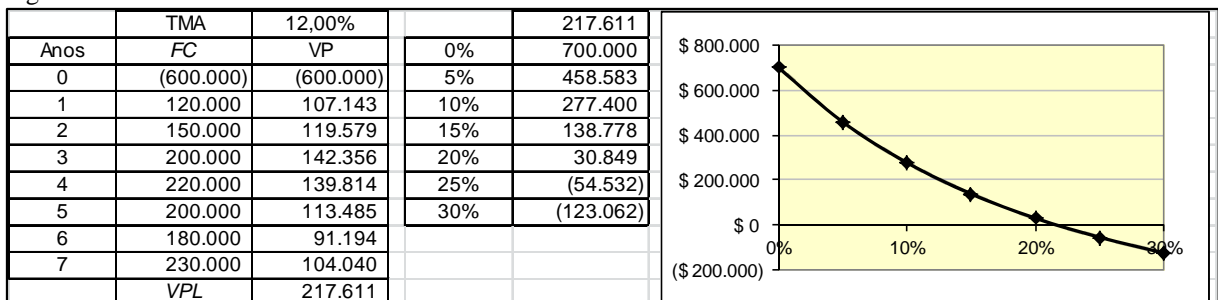 TMA 12,00% 217.611
Anos FC VP 0% 700.000
0 (600.000) (600.000) 5% 458.583
1 120.000 107.143 10% 277.400
2 150.000 119.579 15% 138.778
3 200.000 142.356 20% 30.849
4 220.000 139.814 25% (54.532)
5 200.000 113.485 30% (123.062)
6 180.000 91.194
7 230.000 104.040
VPL 217.611
$ 800.000
$ 600.000
$ 400.000
$ 200.000
$ 0
($ 200.000)
0% 10% 20% 30%